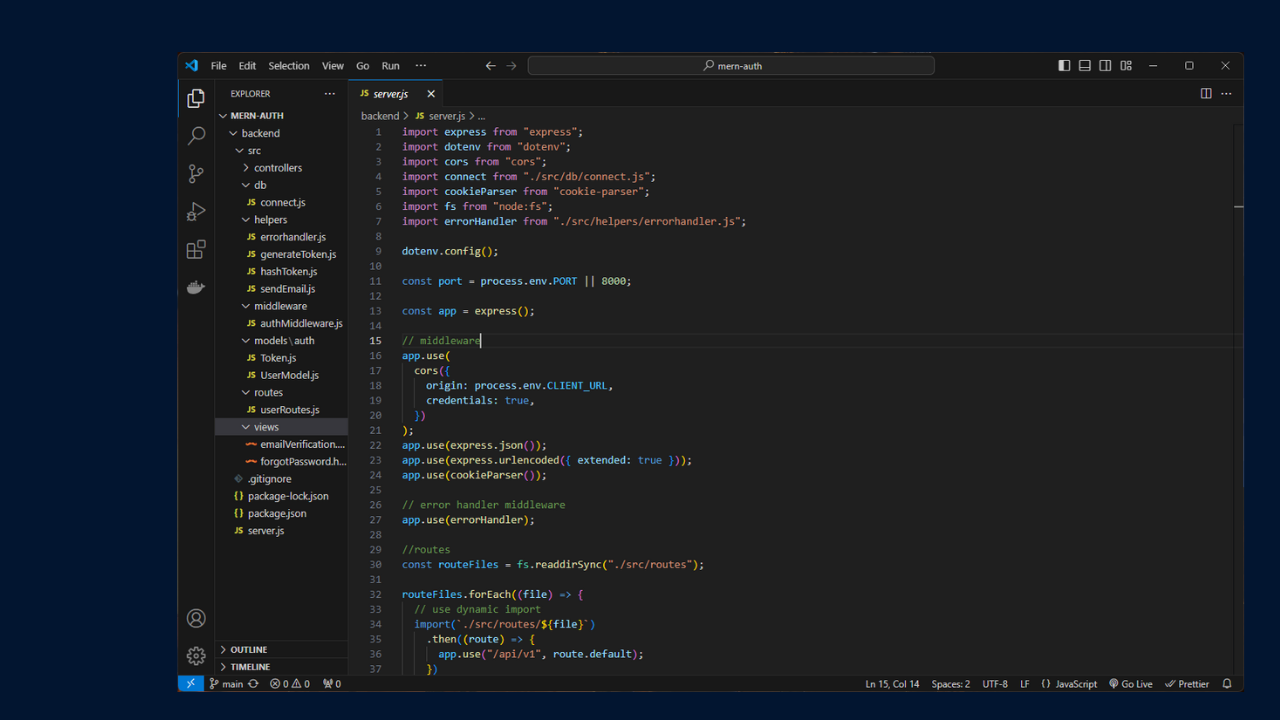 File Edit Selection View Go Run ··· ← → mern-auth
EXPLORER ···
MERN-AUTH
backend
src
controllers
db
JS connect.js
helpers
JS errorhandler.js
JS generateToken.js
JS hashToken.js
JS sendEmail.js
middleware
JS authMiddleware.js
models\auth
JS Token.js
JS UserModel.js
routes
JS userRoutes.js
views
emailVerification....
forgotPassword.h...
.gitignore
{} package-lock.json
{} package.json
JS server.js
OUTLINE
TIMELINE
JS server.js ×
backend > JS server.js > ...
1 import express from "express";
2 import dotenv from "dotenv";
3 import cors from "cors";
4 import connect from "./src/db/connect.js";
5 import cookieParser from "cookie-parser";
6 import fs from "node:fs";
7 import errorHandler from "./src/helpers/errorhandler.js";
8
9 dotenv.config();
10
11 const port = process.env.PORT || 8000;
12
13 const app = express();
14
15 // middleware
16 app.use(
17 cors({
18 origin: process.env.CLIENT_URL,
19 credentials: true,
20 })
21 );
22 app.use(express.json());
23 app.use(express.urlencoded({ extended: true }));
24 app.use(cookieParser());
25
26 // error handler middleware
27 app.use(errorHandler);
28
29 //routes
30 const routeFiles = fs.readdirSync("./src/routes");
31
32 routeFiles.forEach((file) => {
33 // use dynamic import
34 import(`./src/routes/${file}`)
35 .then((route) => {
36 app.use("/api/v1", route.default);
37 })
main 0 0 0 Ln 15, Col 14 Spaces: 2 UTF-8 LF {} JavaScript Go Live Prettier